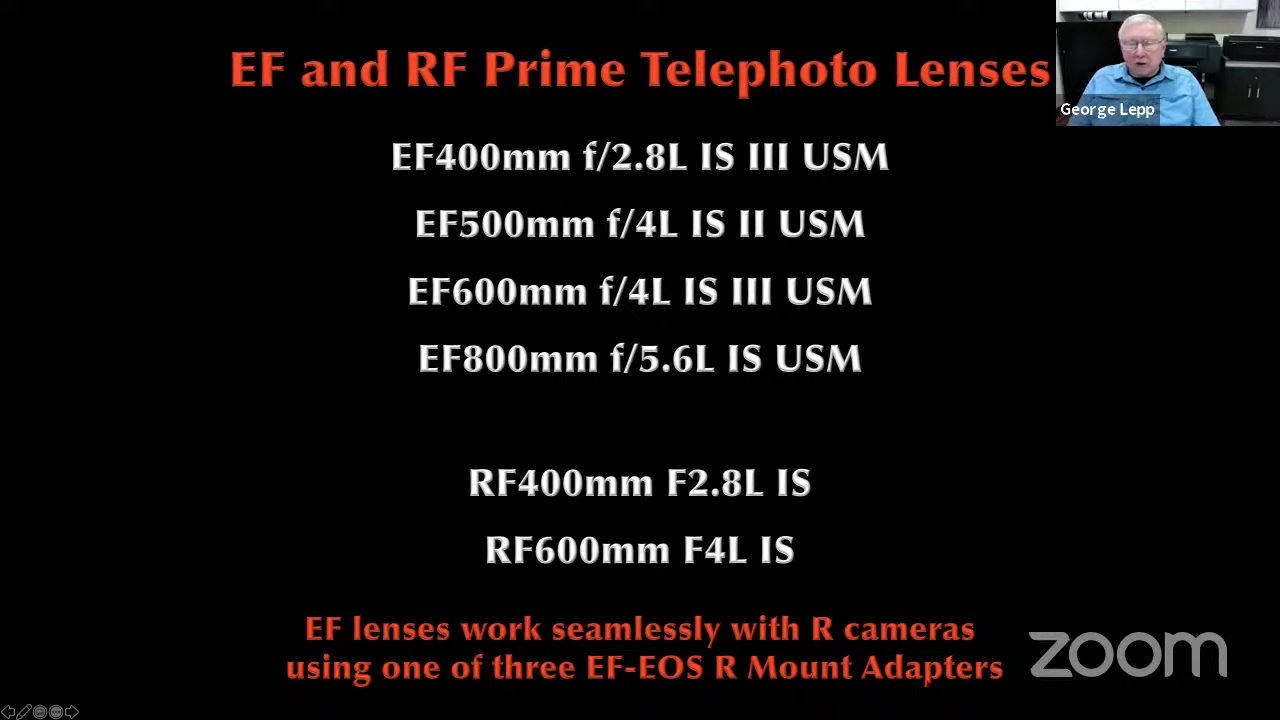 EF and RF Prime Telephoto Lenses
George Lepp
EF400mm f/2.8L IS III USM
EF500mm f/4L IS II USM
EF600mm f/4L IS III USM
EF800mm f/5.6L IS USM
RF400mm F2.8L IS
RF600mm F4L IS
EF lenses work seamlessly with R cameras
using one of three EF-EOS R Mount Adapters
zoom